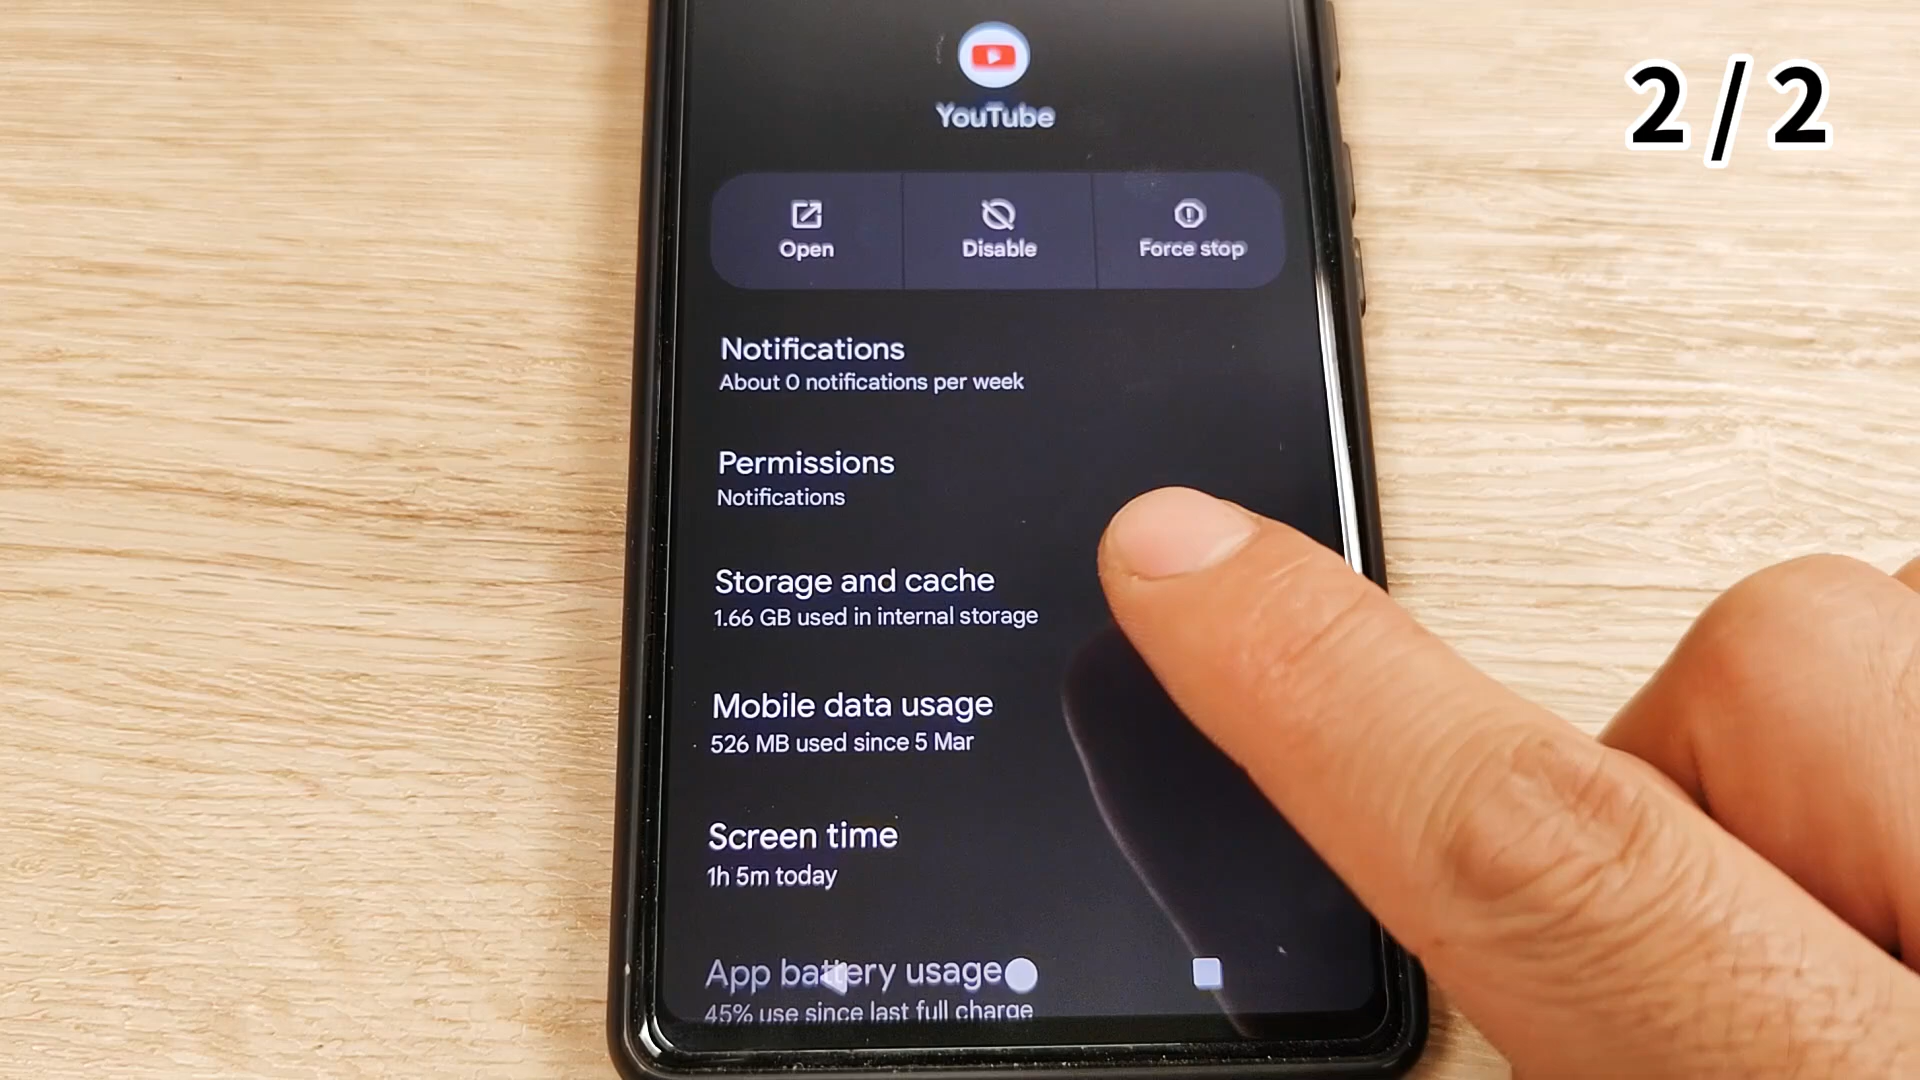 2/2
YouTube
Open
Disable
Force stop
Notifications
About 0 notifications per week
Permissions
Notifications
Storage and cache
1.66 GB used in internal storage
Mobile data usage
526 MB used since 5 Mar
Screen time
1h 5m today
App battery usage
45% use since last full charge